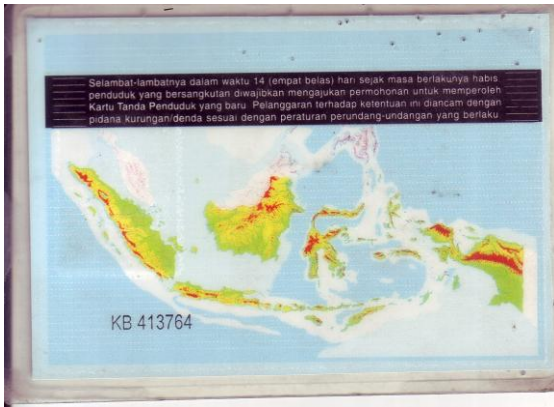 Selambat-lambatnya dalam waktu 14 (empat belas) hari sejak masa berlakunya habis
penduduk yang bersangkutan diwajibkan mengajukan permohonan untuk memperoleh
Kartu Tanda Penduduk yang baru. Pelanggaran terhadap ketentuan ini diancam dengan
pidana kurungan/denda sesuai dengan peraturan perundang-undangan yang berlaku
KB 413764